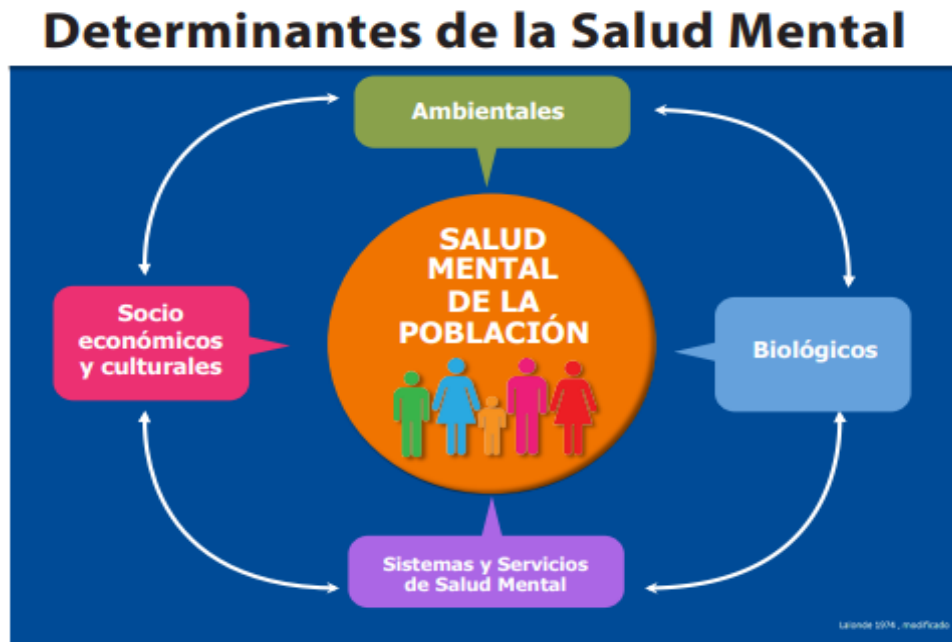 Determinantes de la Salud Mental
Ambientales
SALUD
MENTAL
DE LA
POBLACIÓN
Socio
económicos
y culturales
Biológicos
Sistemas y Servicios
de Salud Mental
Lalonde 1974 , modificado